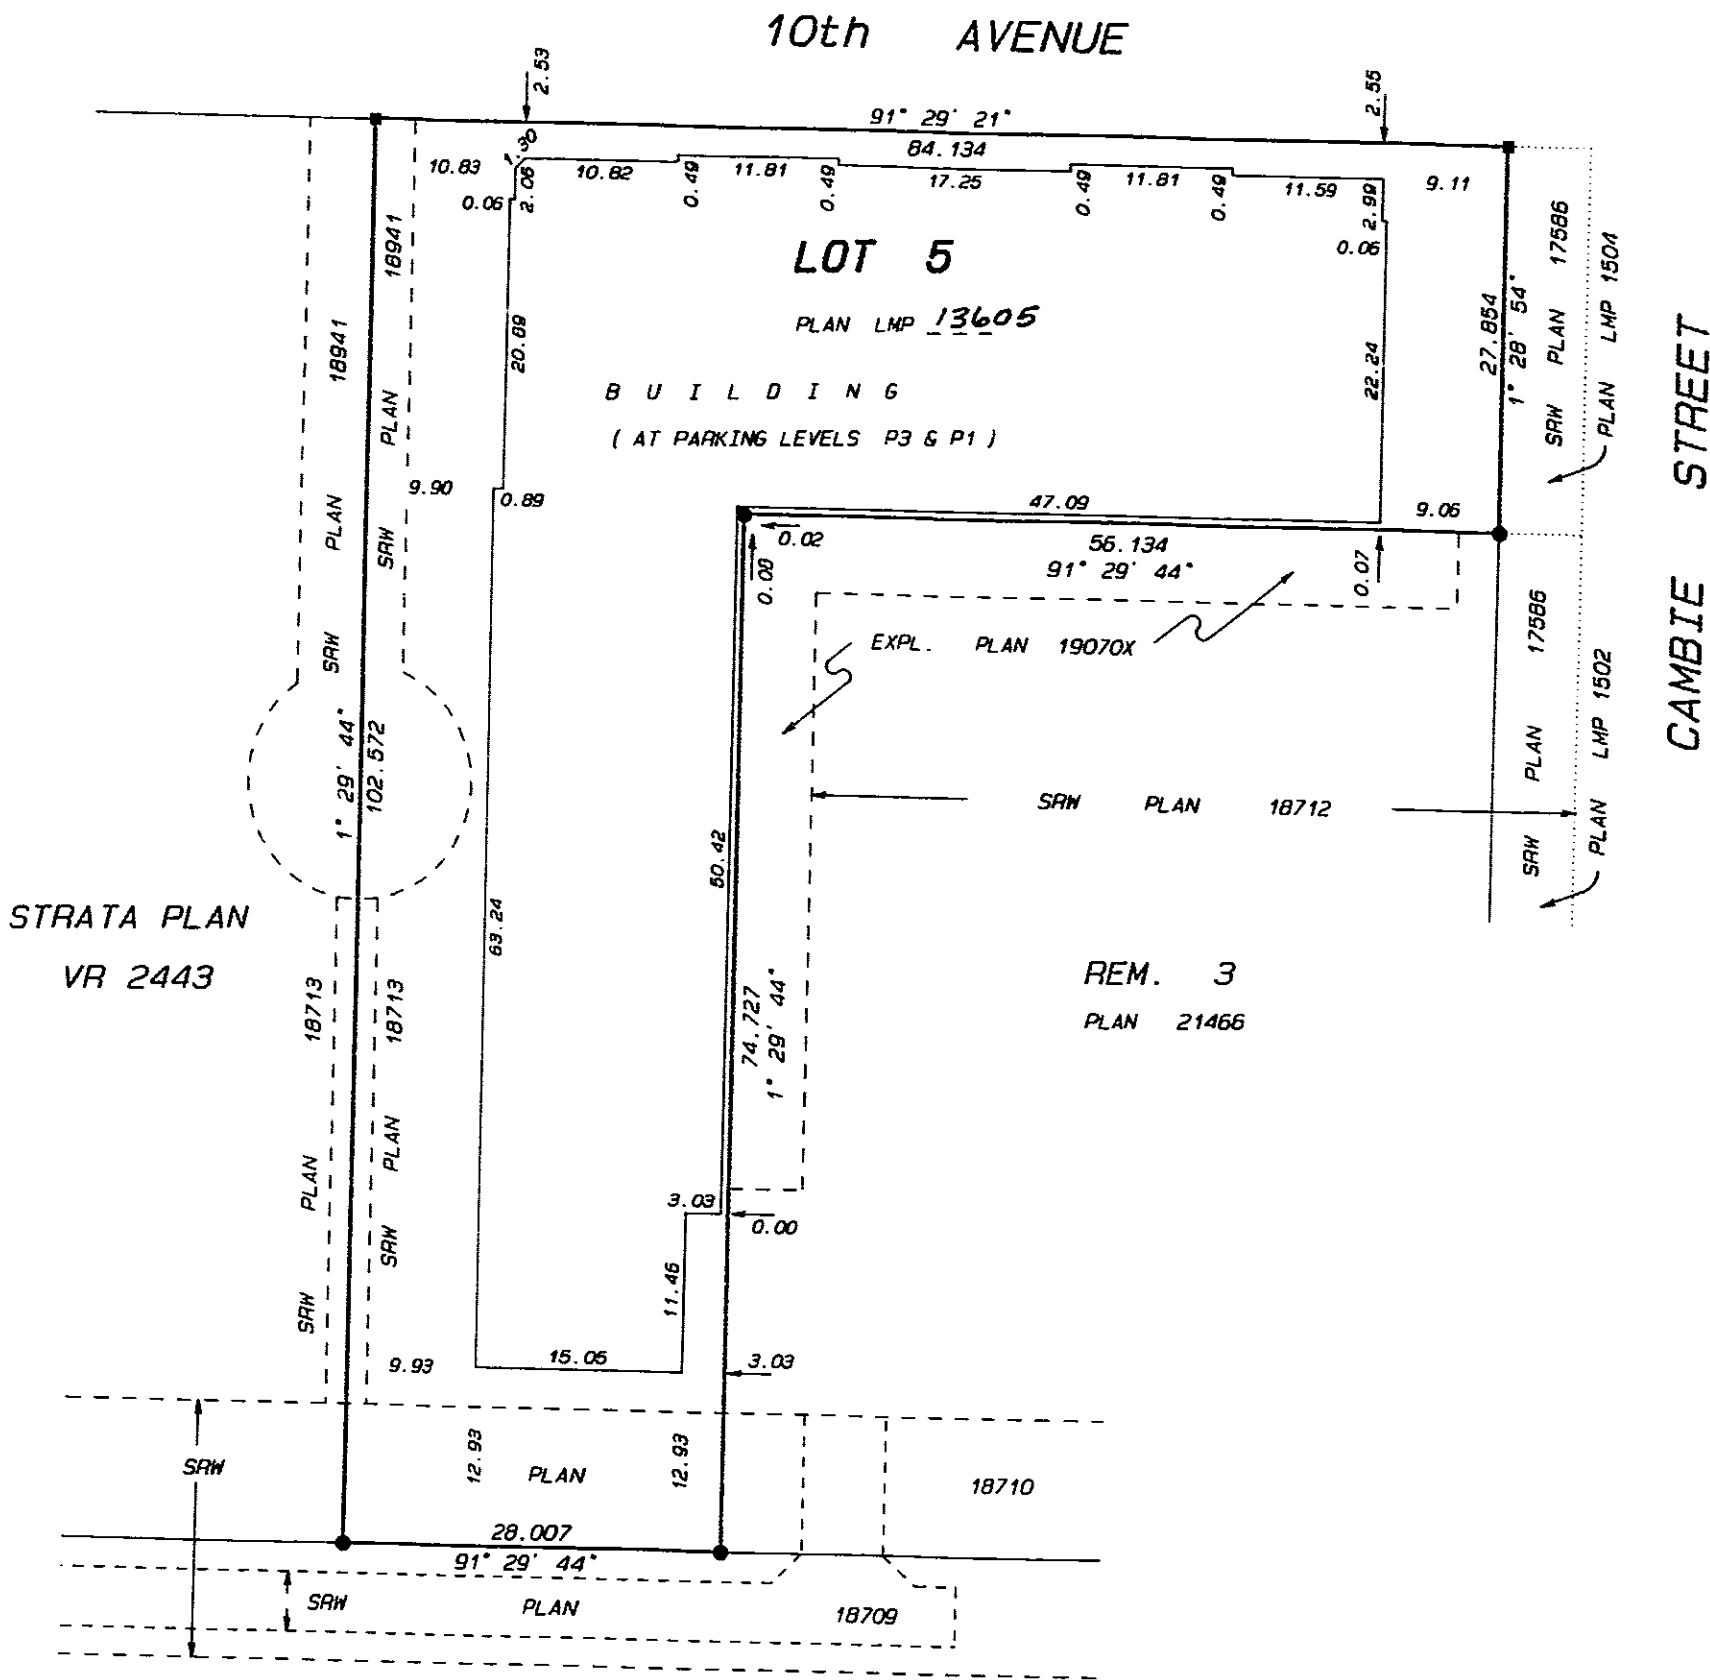 10th AVENUE
2.53
2.55
91° 29' 21"
84.134
10.83
.30
10.82
0.49
11.81
0.49
17.25
0.49
11.81
0.49
11.59
2.99
9.11
0.06
2.06
0.06
LOT 5
PLAN LMP 13605
BUILDING
( AT PARKING LEVELS P3 & P1 )
20.89
22.24
27.854
1° 28' 54"
SRW PLAN 17586
PLAN LMP 1504
CAMBIE STREET
SRW PLAN 18941
SRW PLAN 18941
9.90
0.89
47.09
9.06
0.02
0.08
56.134
91° 29' 44"
0.07
EXPL. PLAN 19070X
SRW PLAN 17586
PLAN LMP 1502
1° 29' 44"
102.572
SRW PLAN 18712
50.42
63.24
STRATA PLAN
VR 2443
REM. 3
PLAN 21466
74.727
1° 29' 44"
SRW PLAN 18713
SRW PLAN 18713
3.03
0.00
11.46
15.05
9.93
3.03
12.93
12.93
SRW PLAN 18710
28.007
91° 29' 44"
SRW PLAN 18709